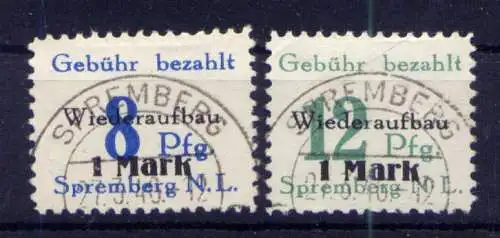 Gebühr bezahlt
SPREMBERG
Wiederaufbau
8 Pfg.
1 Mark
Spremberg N.L.
Gebühr bezahlt
SPREMBERG
Wiederaufbau
12 Pfg.
1 Mark
Spremberg N.L.